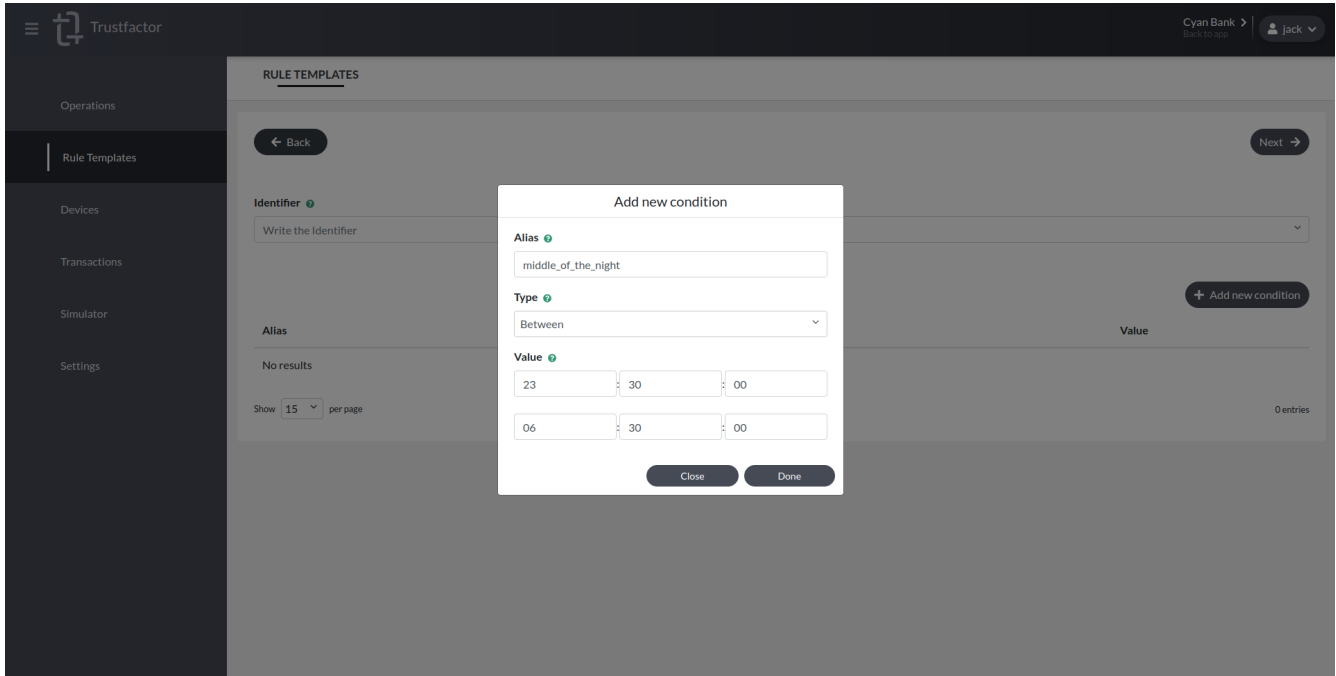 Trustfactor
Cyan Bank
Back to app
jack
Operations
Rule Templates
Devices
Transactions
Simulator
Settings
RULE TEMPLATES
Back
Next
Identifier
Write the Identifier
Add new condition
Alias
Value
No results
Show 15 per page
0 entries
Add new condition
Alias
middle_of_the_night
Type
Between
Value
23 : 30 : 00
06 : 30 : 00
Close
Done